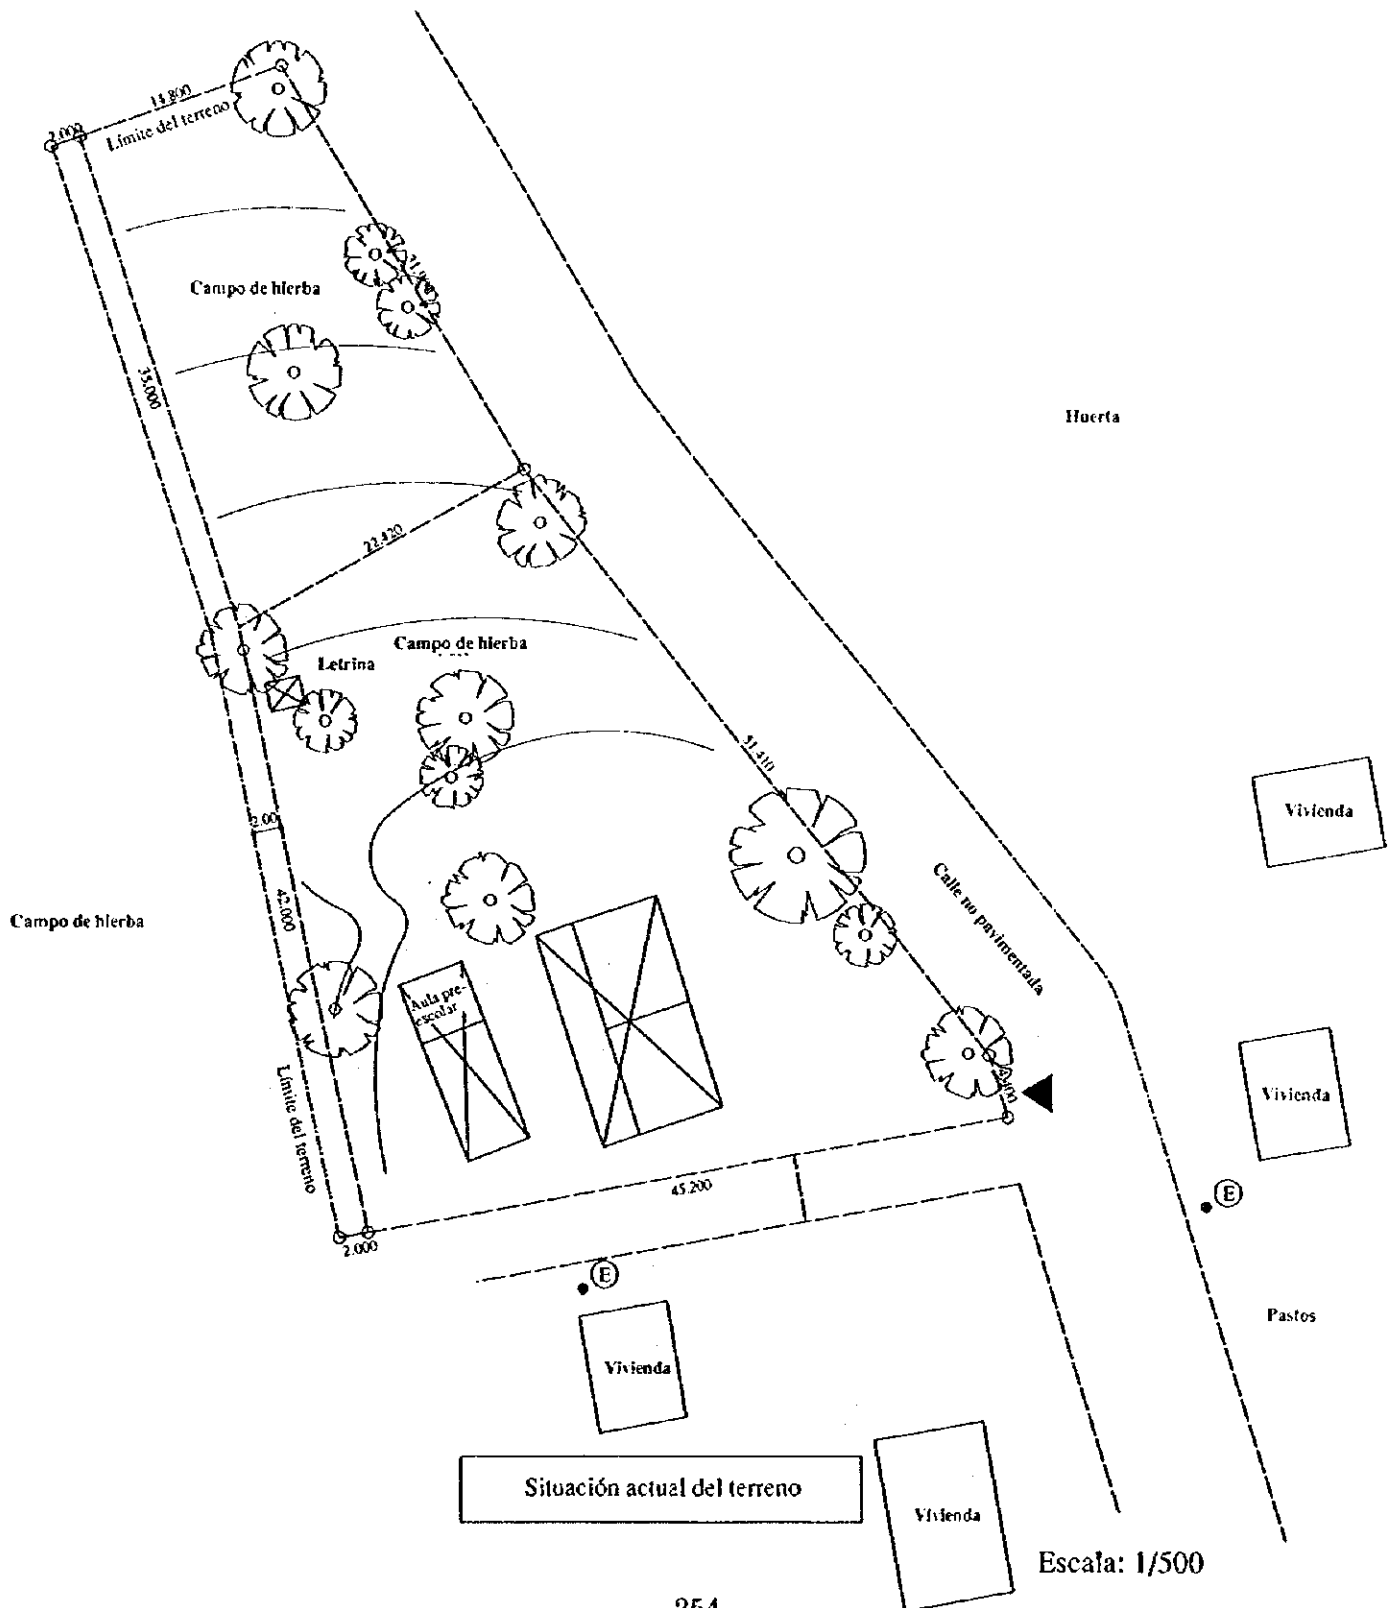 14.800
2.000
Límite del terreno
Campo de hierba
35.000
Huerta
22.420
Campo de hierba
Letrina
51.410
Vivienda
2.00
Calle no pavimentada
42.000
Campo de hierba
Aula pre-
escolar
Límite del terreno
Vivienda
45.200
E
2.000
E
Pastos
Vivienda
Situación actual del terreno
Vivienda
Escala: 1/500
254